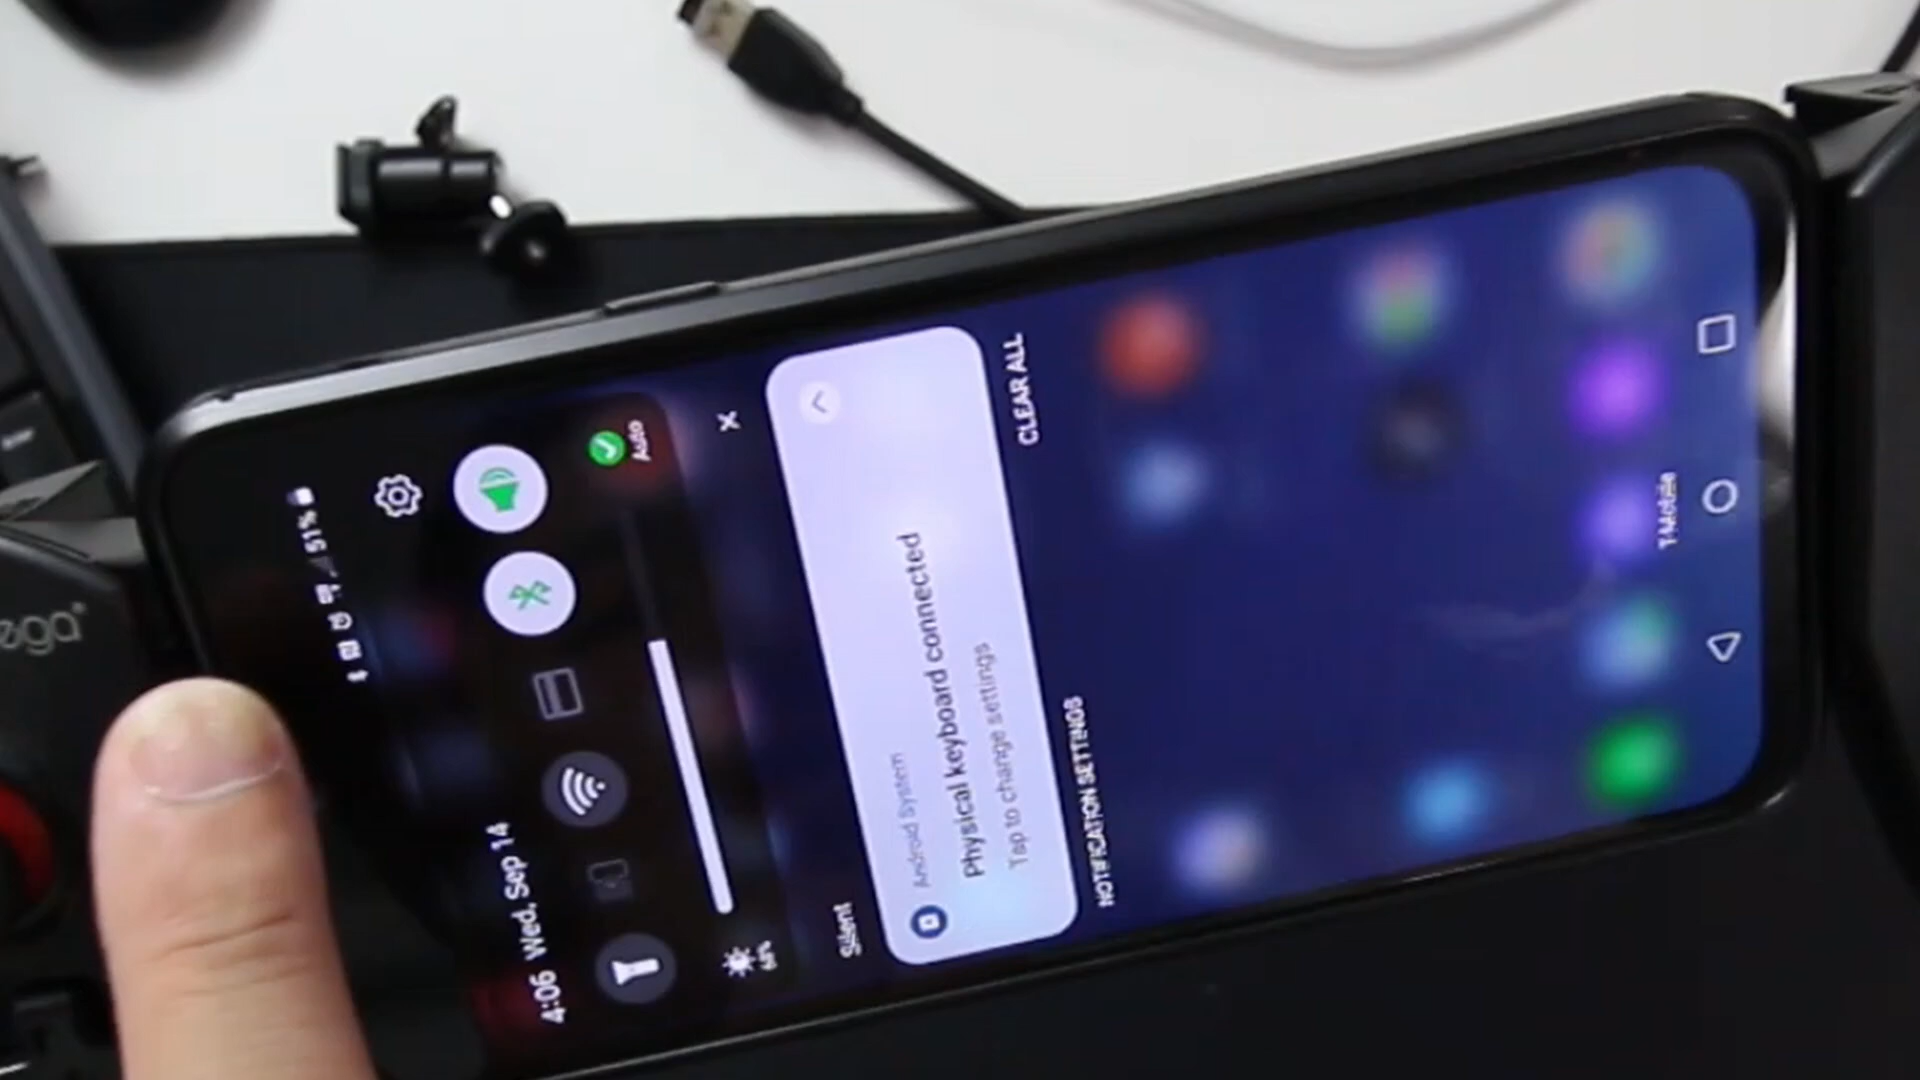 51%
4:06 Wed, Sep 14
Auto
Silent
Android System
Physical keyboard connected
Tap to change settings
NOTIFICATION SETTINGS
CLEAR ALL
T-Mobile
ega